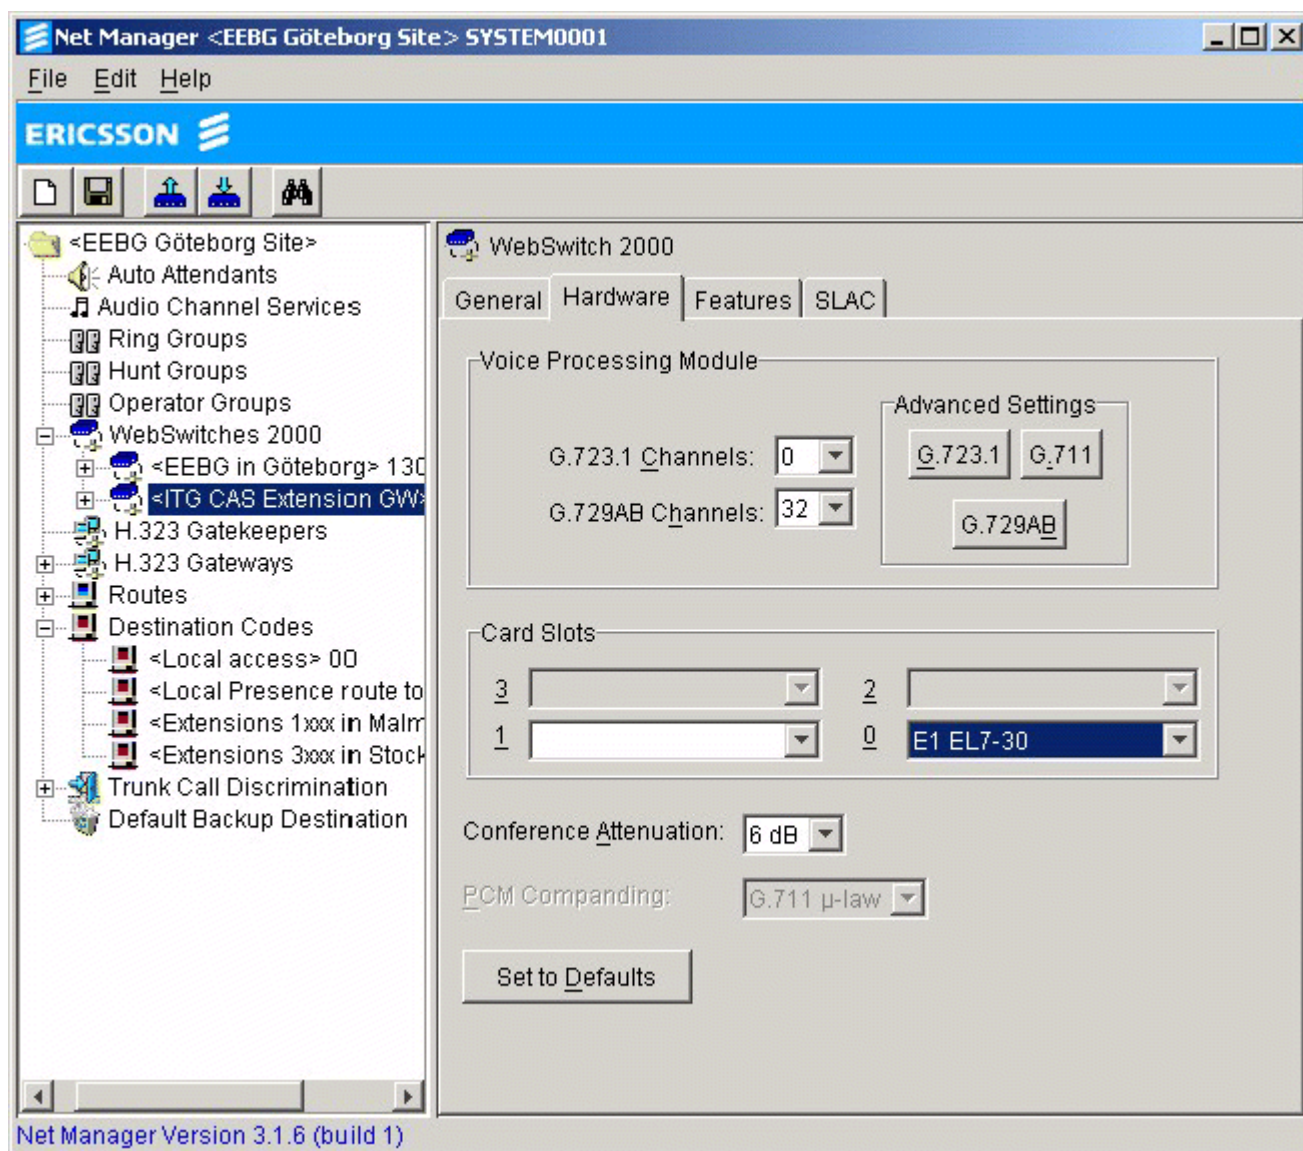 Net Manager <EEBG Göteborg Site> SYSTEM0001
File Edit Help
ERICSSON
<EEBG Göteborg Site>
Auto Attendants
Audio Channel Services
Ring Groups
Hunt Groups
Operator Groups
WebSwitches 2000
<EEBG in Göteborg> 130
<ITG CAS Extension GW>
H.323 Gatekeepers
H.323 Gateways
Routes
Destination Codes
<Local access> 00
<Local Presence route to
<Extensions 1xxx in Malm
<Extensions 3xxx in Stock
Trunk Call Discrimination
Default Backup Destination
WebSwitch 2000
General Hardware Features SLAC
Voice Processing Module
G.723.1 Channels: 0
G.729AB Channels: 32
Advanced Settings
G.723.1 G.711
G.729AB
Card Slots
3 2
1 0 E1 EL7-30
Conference Attenuation: 6 dB
PCM Companding: G.711 µ-law
Set to Defaults
Net Manager Version 3.1.6 (build 1)